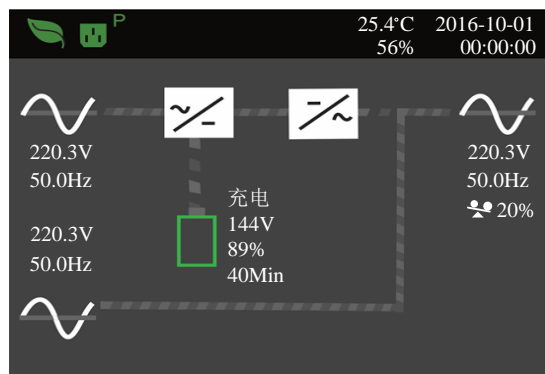 P
25.4°C 2016-10-01
56% 00:00:00
220.3V
50.0Hz
220.3V
50.0Hz
充电
144V
89%
40Min
220.3V
50.0Hz
20%